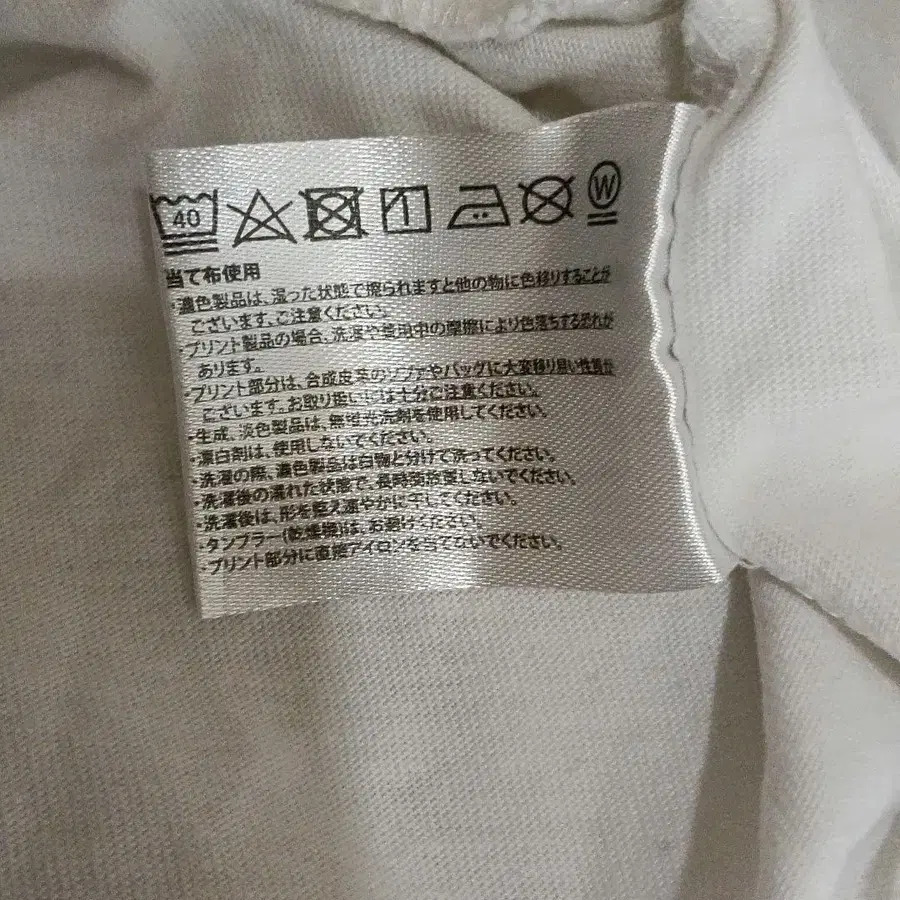 40 W
当て布使用
・濃色製品は、湿った状態で擦られますと他の物に色移りすることが
ございます。ご注意ください。
・プリント製品の場合、洗濯や着用中の摩擦により色落ちする恐れが
あります。
・プリント部分は、合成皮革のソファやバッグに大変移り易い性質が
ございます。お取り扱いには十分ご注意ください。
・生成、淡色製品は、無蛍光洗剤を使用してください。
・漂白剤は、使用しないでください。
・洗濯の際、濃色製品は白物と分けて洗ってください。
・洗濯後の濡れた状態で、長時間放置しないでください。
・洗濯後は、形を整え速やかに干してください。
・タンブラー(乾燥機)は、お避けください。
・プリント部分に直接アイロンを当てないでください。